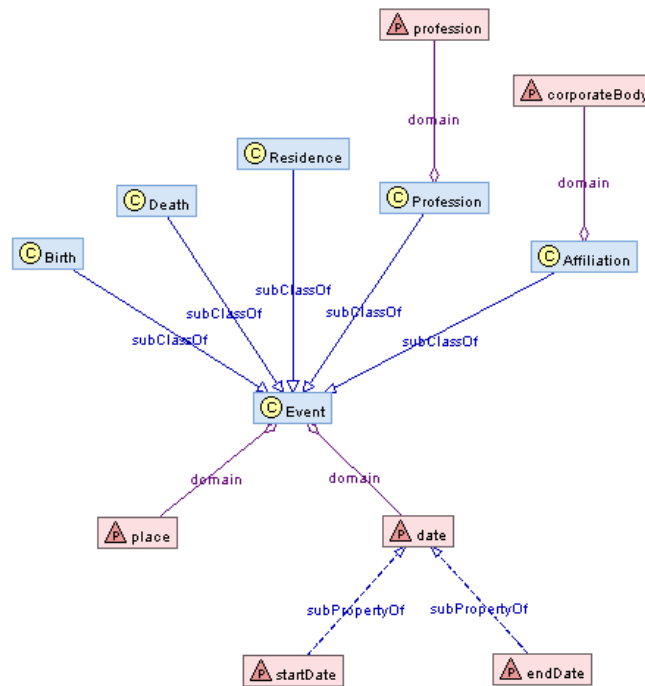 P profession
P corporateBody
domain
domain
C Residence
C Death
C Profession
C Birth
C Affiliation
subClassOf
subClassOf
subClassOf
subClassOf
subClassOf
C Event
domain
domain
P place
P date
subPropertyOf
subPropertyOf
P startDate
P endDate